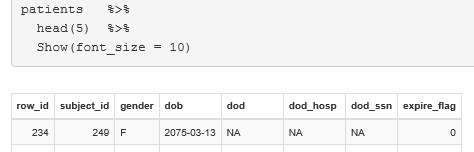 patients   %>%
  head(5)  %>%
  Show(font_size = 10)
row_id subject_id gender dob dod dod_hosp dod_ssn expire_flag
234 249 F 2075-03-13 NA NA NA 0